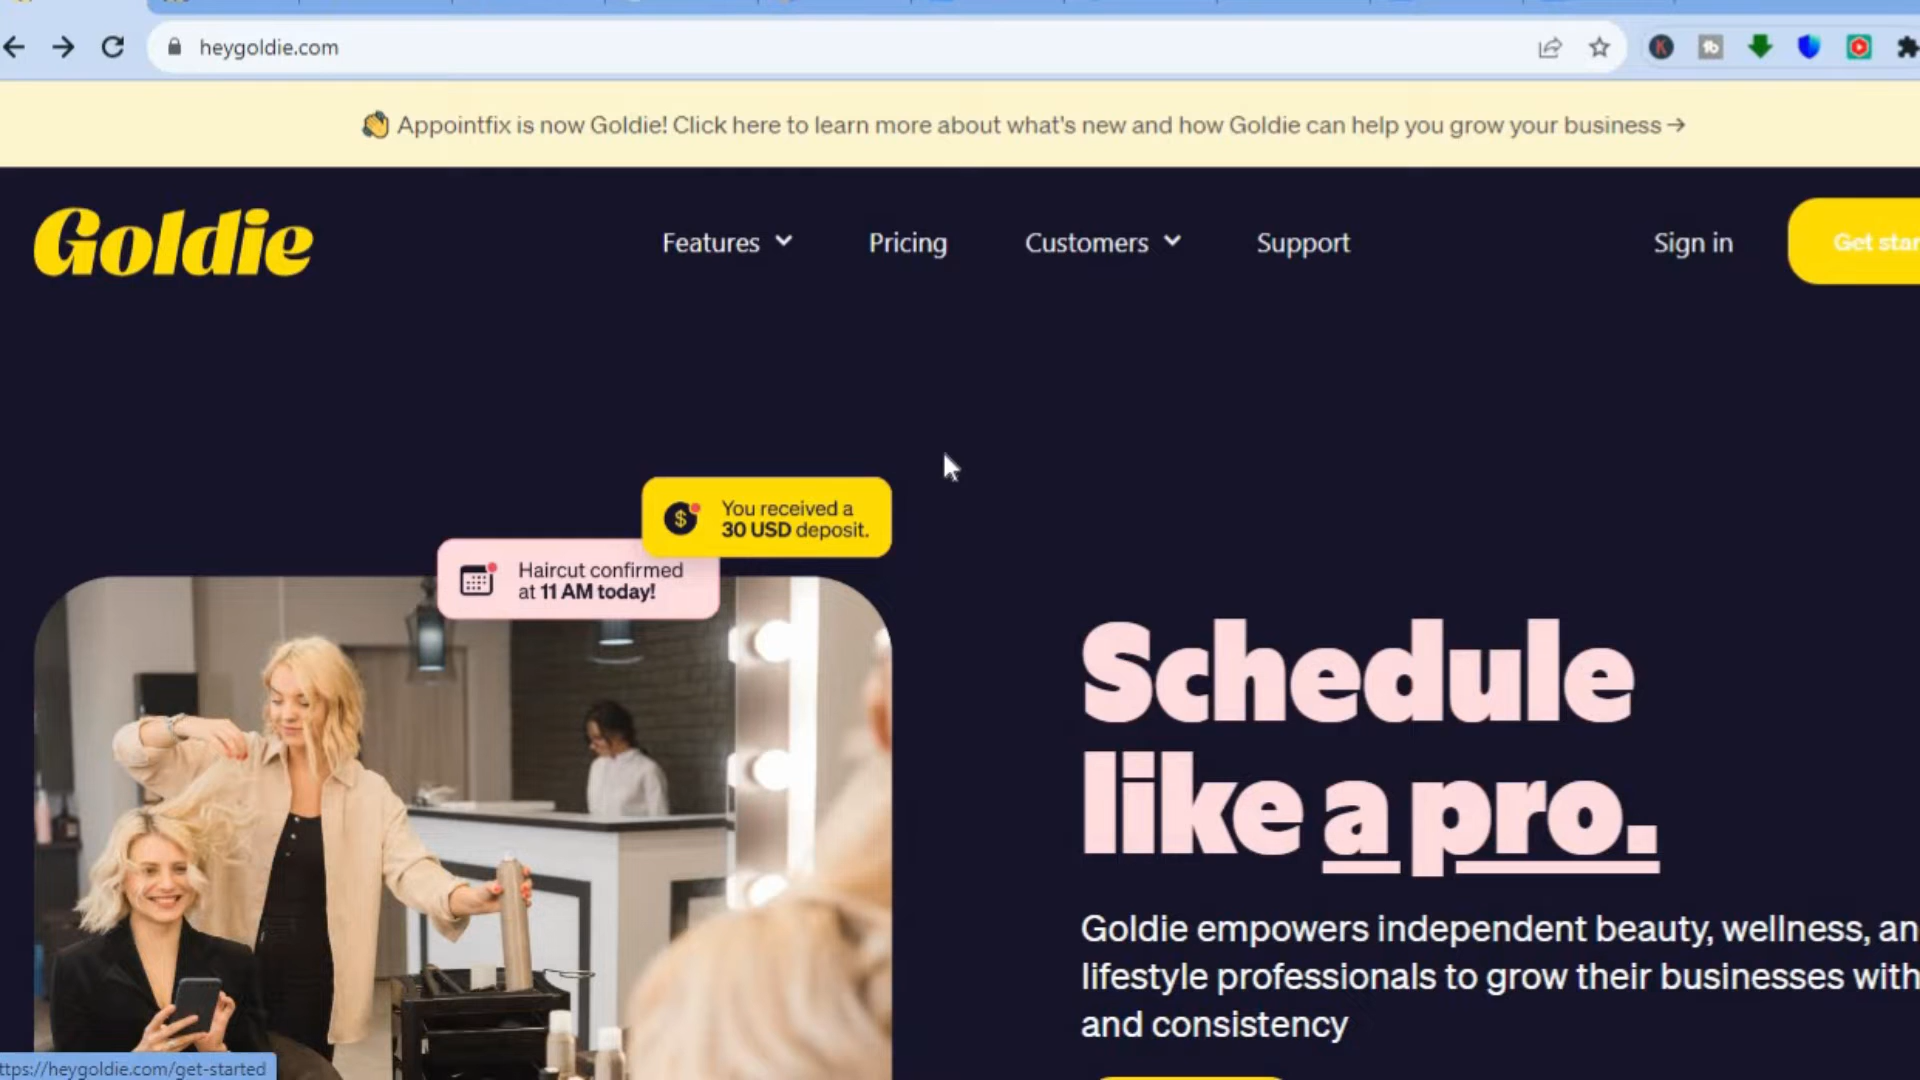 heygoldie.com
👏 Appointfix is now Goldie! Click here to learn more about what's new and how Goldie can help you grow your business →
Goldie
Features
Pricing
Customers
Support
Sign in
Get star
You received a
30 USD deposit.
Haircut confirmed
at 11 AM today!
Schedule
like a pro.
Goldie empowers independent beauty, wellness, an
lifestyle professionals to grow their businesses with
and consistency
ttps://heygoldie.com/get-started